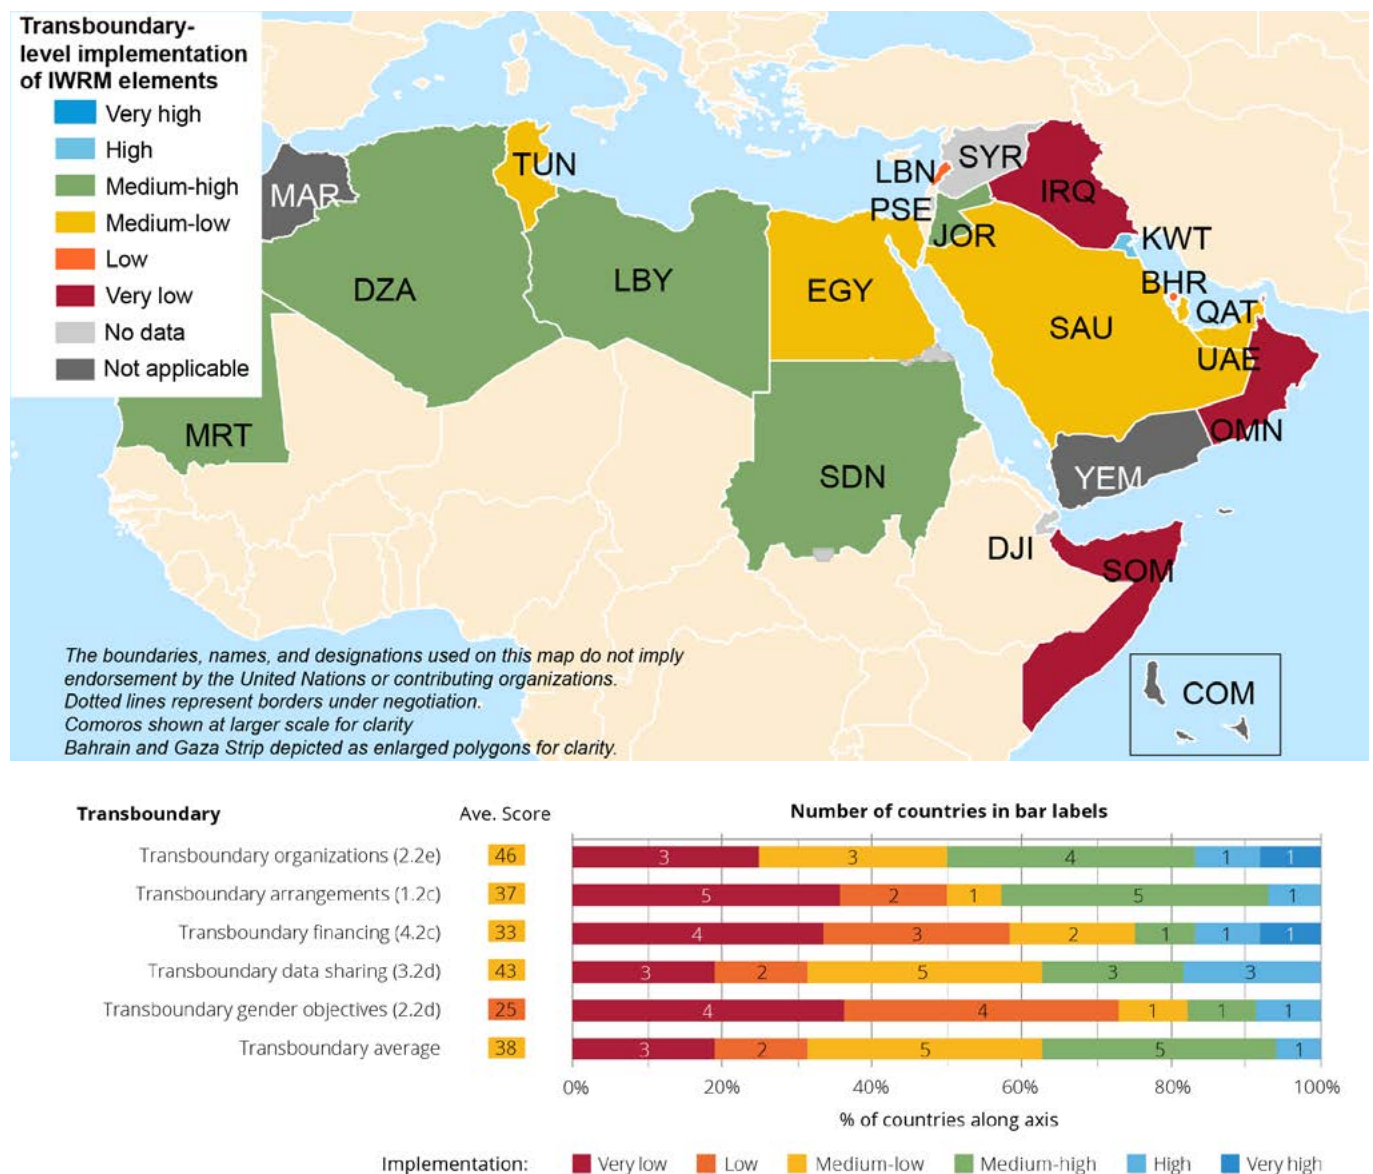 Transboundary-
level implementation
of IWRM elements
Very high
High
Medium-high
Medium-low
Low
Very low
No data
Not applicable
MAR
TUN
DZA
LBY
EGY
LBN
SYR
PSE
JOR
IRQ
KWT
BHR
QAT
SAU
UAE
OMN
MRT
SDN
YEM
DJI
SOM
COM
The boundaries, names, and designations used on this map do not imply
endorsement by the United Nations or contributing organizations.
Dotted lines represent borders under negotiation.
Comoros shown at larger scale for clarity
Bahrain and Gaza Strip depicted as enlarged polygons for clarity.
Transboundary Ave. Score Number of countries in bar labels
Transboundary organizations (2.2e) 46 3 3 4 1 1
Transboundary arrangements (1.2c) 37 5 2 1 5 1
Transboundary financing (4.2c) 33 4 3 2 1 1 1
Transboundary data sharing (3.2d) 43 3 2 5 3 3
Transboundary gender objectives (2.2d) 25 4 4 1 1 1
Transboundary average 38 3 2 5 5 1
0% 20% 40% 60% 80% 100%
% of countries along axis
Implementation: Very low Low Medium-low Medium-high High Very high